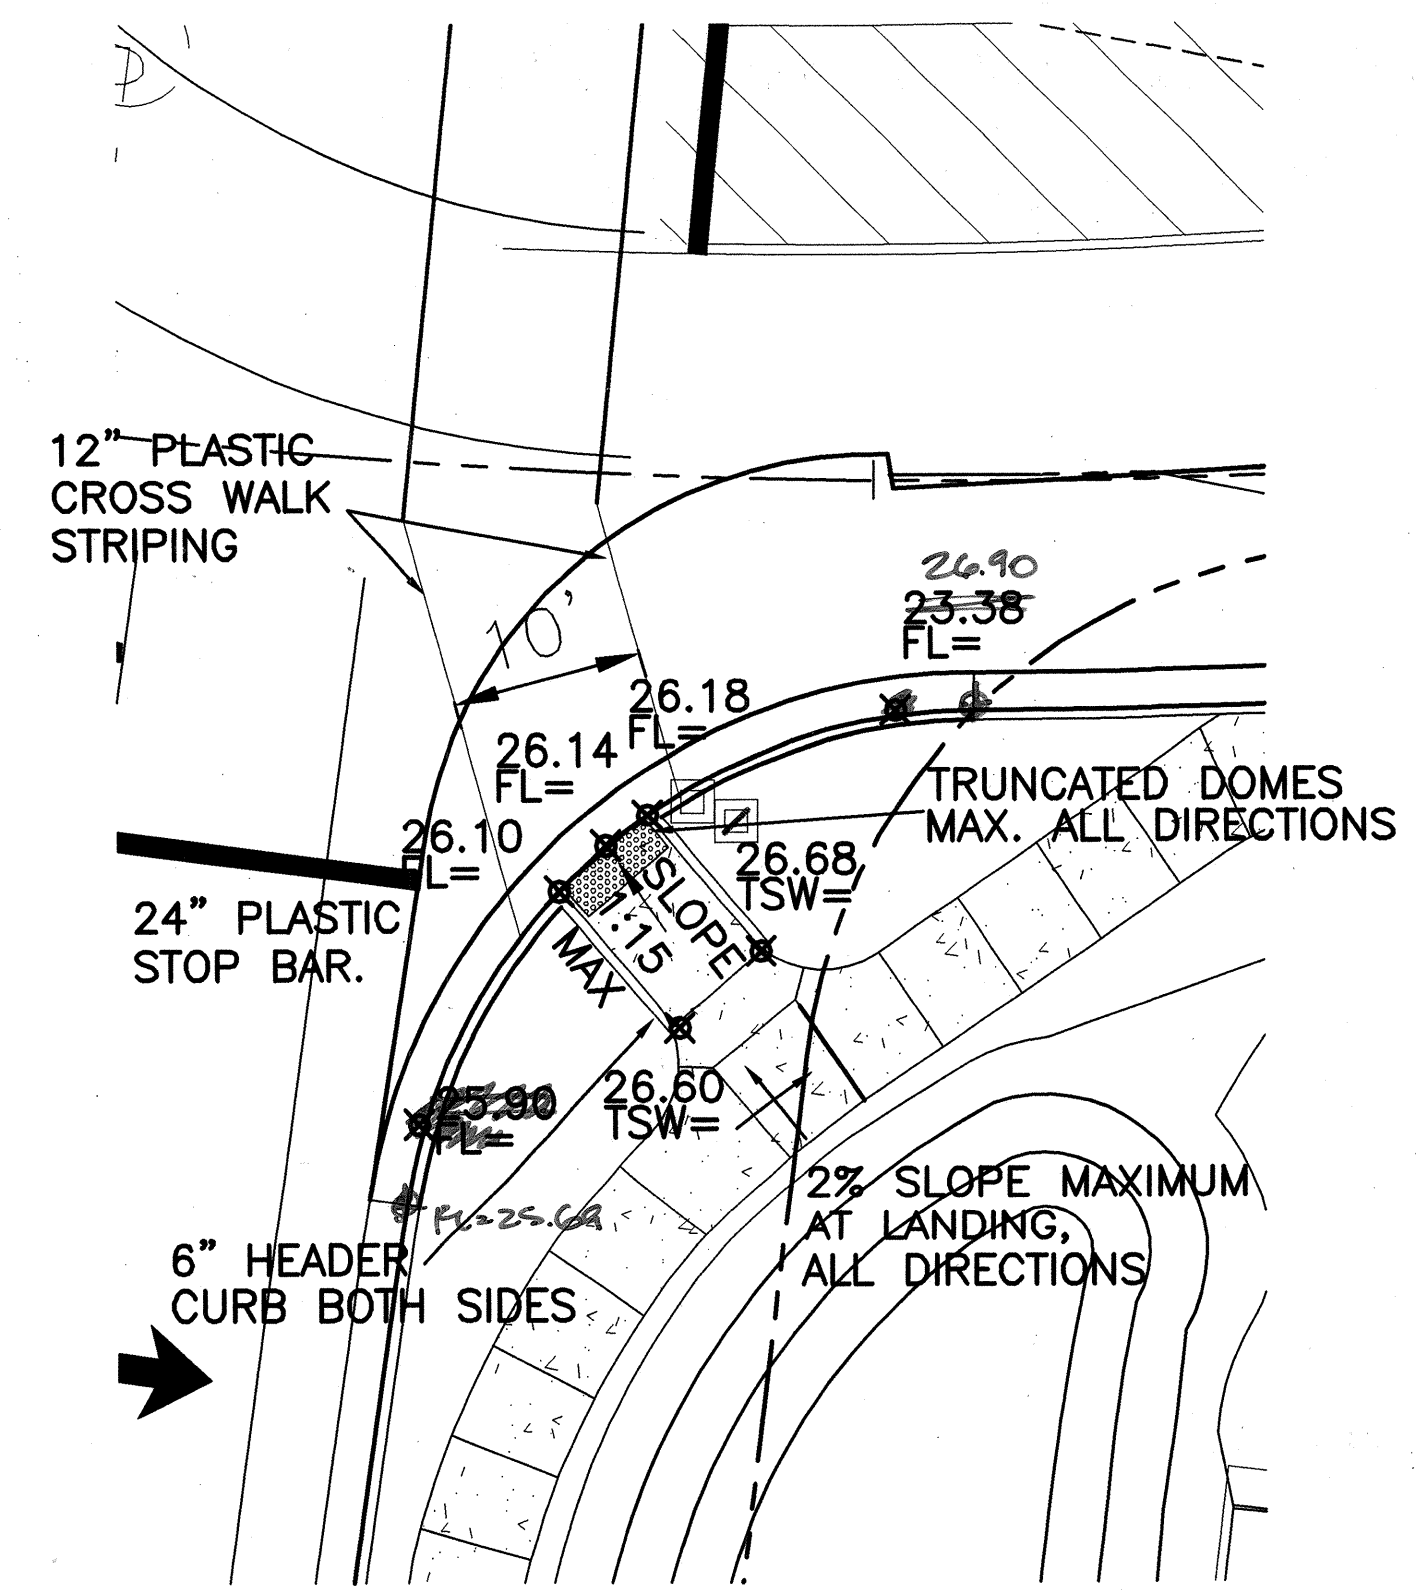 12” PLASTIC
CROSS WALK
STRIPING
10’
26.90
23.38
FL=
26.18
FL=
26.14
FL=
26.10
FL=
TRUNCATED DOMES
MAX. ALL DIRECTIONS
26.68
TSW=
SLOPE
1:15
MAX
24” PLASTIC
STOP BAR.
25.90
FL=
26.60
TSW=
2% SLOPE MAXIMUM
AT LANDING,
ALL DIRECTIONS
6” HEADER
CURB BOTH SIDES